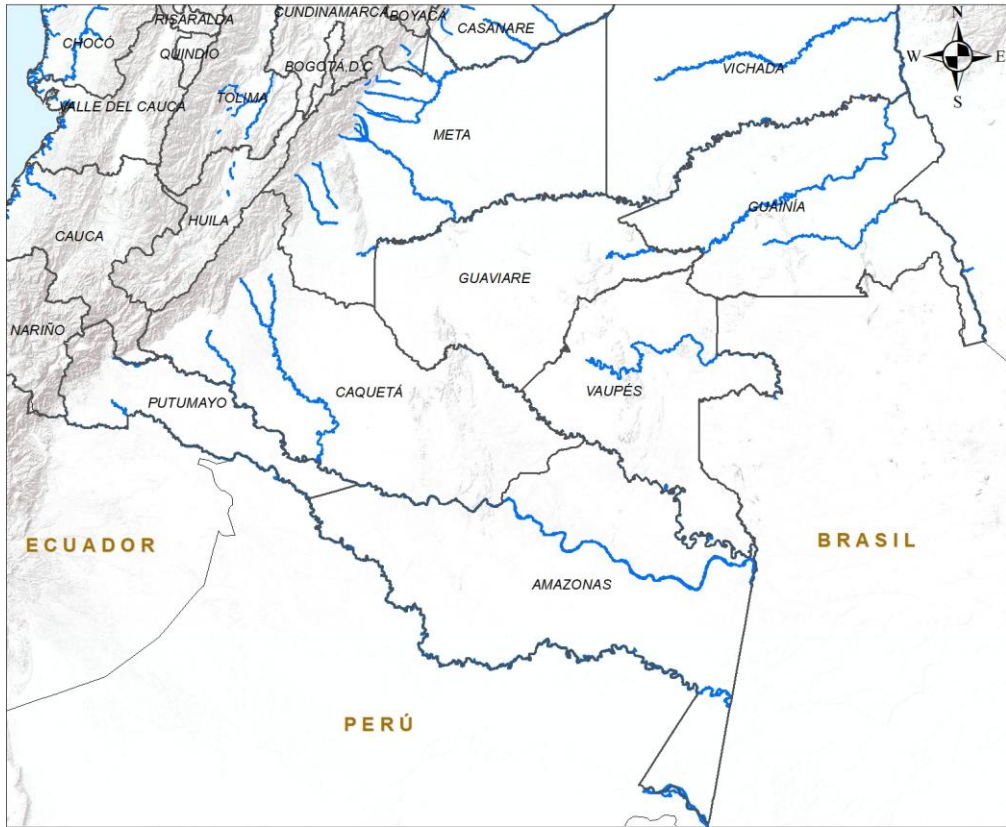 RISARALDA
CUNDINAMARCA
BOYACÁ
CASANARE
N
CHOCÓ
QUINDÍO
BOGOTÁ D.C
VICHADA
W
E
VALLE DEL CAUCA
TOLIMA
S
META
HUILA
GUAINÍA
CAUCA
GUAVIARE
NARIÑO
CAQUETÁ
VAUPÉS
PUTUMAYO
ECUADOR
BRASIL
AMAZONAS
PERÚ